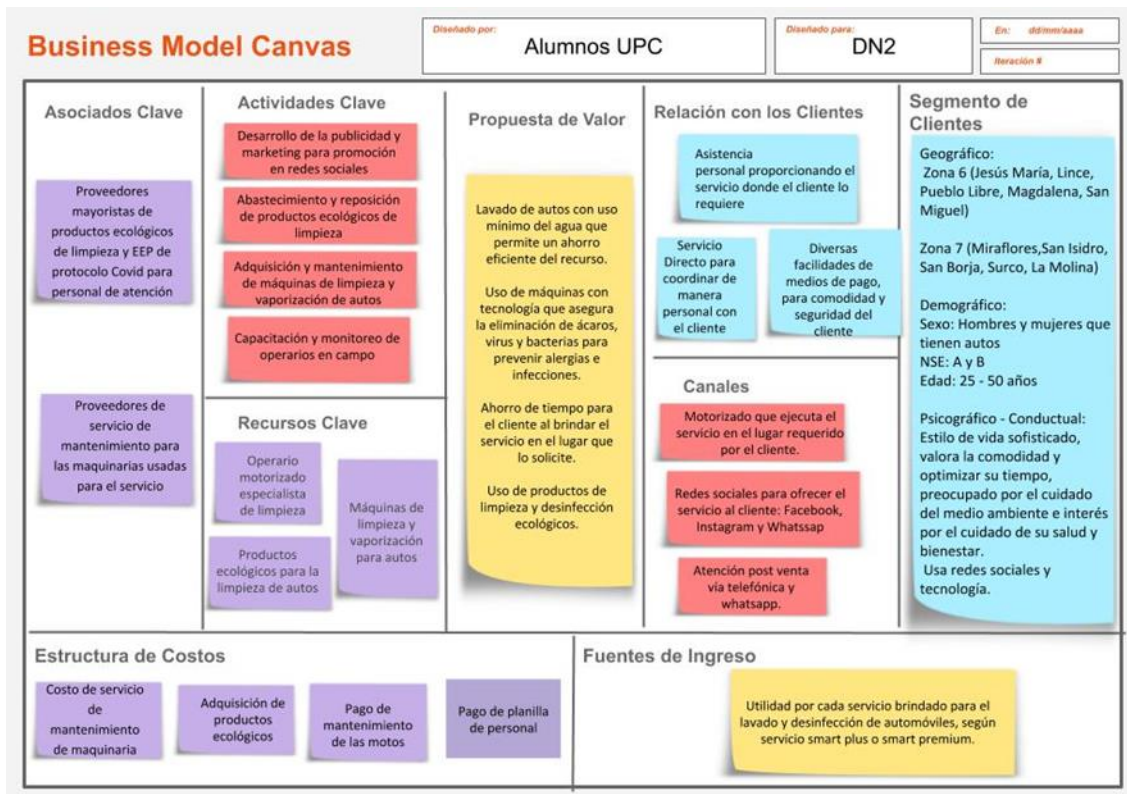 Business Model Canvas
Diseñado por:
Alumnos UPC
Diseñado para:
DN2
En: dd/mm/aaaa
Iteración #
Asociados Clave
Proveedores
mayoristas de
productos ecológicos
de limpieza y EEP de
protocolo Covid para
personal de atención
Proveedores de
servicio de
mantenimiento para
las maquinarias usadas
para el servicio
Actividades Clave
Desarrollo de la publicidad y
marketing para promoción
en redes sociales
Abastecimiento y reposición
de productos ecológicos de
limpieza
Adquisición y mantenimiento
de máquinas de limpieza y
vaporización de autos
Capacitación y monitoreo de
operarios en campo
Recursos Clave
Operario
motorizado
especialista
de limpieza
Productos
ecológicos para la
limpieza de autos
Máquinas de
limpieza y
vaporización
para autos
Propuesta de Valor
Lavado de autos con uso
mínimo del agua que
permite un ahorro
eficiente del recurso.
Uso de máquinas con
tecnología que asegura
la eliminación de ácaros,
virus y bacterias para
prevenir alergias e
infecciones.
Ahorro de tiempo para
el cliente al brindar el
servicio en el lugar que
lo solicite.
Uso de productos de
limpieza y desinfección
ecológicos.
Relación con los Clientes
Asistencia
personal proporcionando el
servicio donde el cliente lo
requiere
Servicio
Directo para
coordinar de
manera
personal con
el cliente
Diversas
facilidades de
medios de pago,
para comodidad y
seguridad del
cliente
Canales
Motorizado que ejecuta el
servicio en el lugar requerido
por el cliente.
Redes sociales para ofrecer el
servicio al cliente: Facebook,
Instagram y Whatssap
Atención post venta
vía telefónica y
whatsapp.
Segmento de
Clientes
Geográfico:
Zona 6 (Jesús María, Lince,
Pueblo Libre, Magdalena, San
Miguel)
Zona 7 (Miraflores,San Isidro,
San Borja, Surco, La Molina)
Demográfico:
Sexo: Hombres y mujeres que
tienen autos
NSE: A y B
Edad: 25 - 50 años
Psicográfico - Conductual:
Estilo de vida sofisticado,
valora la comodidad y
optimizar su tiempo,
preocupado por el cuidado
del medio ambiente e interés
por el cuidado de su salud y
bienestar.
Usa redes sociales y
tecnología.
Estructura de Costos
Costo de servicio
de
mantenimiento
de maquinaria
Adquisición de
productos
ecológicos
Pago de
mantenimiento
de las motos
Pago de planilla
de personal
Fuentes de Ingreso
Utilidad por cada servicio brindado para el
lavado y desinfección de automóviles, según
servicio smart plus o smart premium.